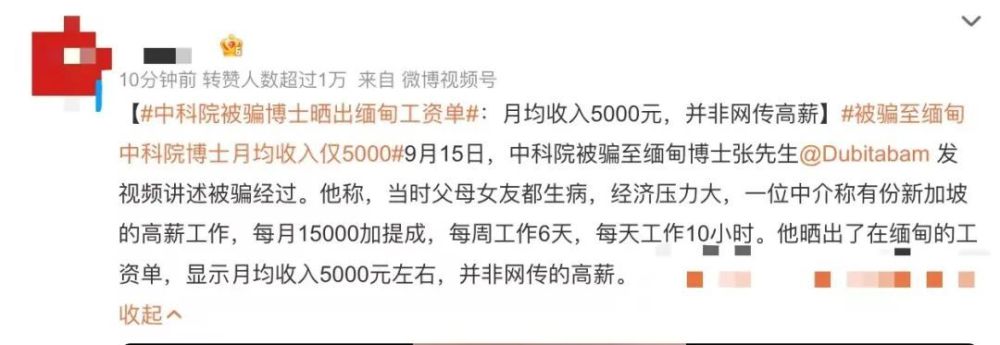 10分钟前 转赞人数超过1万 来自 微博视频号
【#中科院被骗博士晒出缅甸工资单#：月均收入5000元，并非网传高薪】#被骗至缅甸
中科院博士月均收入仅5000#9月15日，中科院被骗至缅甸博士张先生@Dubitabam 发
视频讲述被骗经过。他称，当时父母女友都生病，经济压力大，一位中介称有份新加坡
的高薪工作，每月15000加提成，每周工作6天，每天工作10小时。他晒出了在缅甸的工
资单，显示月均收入5000元左右，并非网传的高薪。
收起